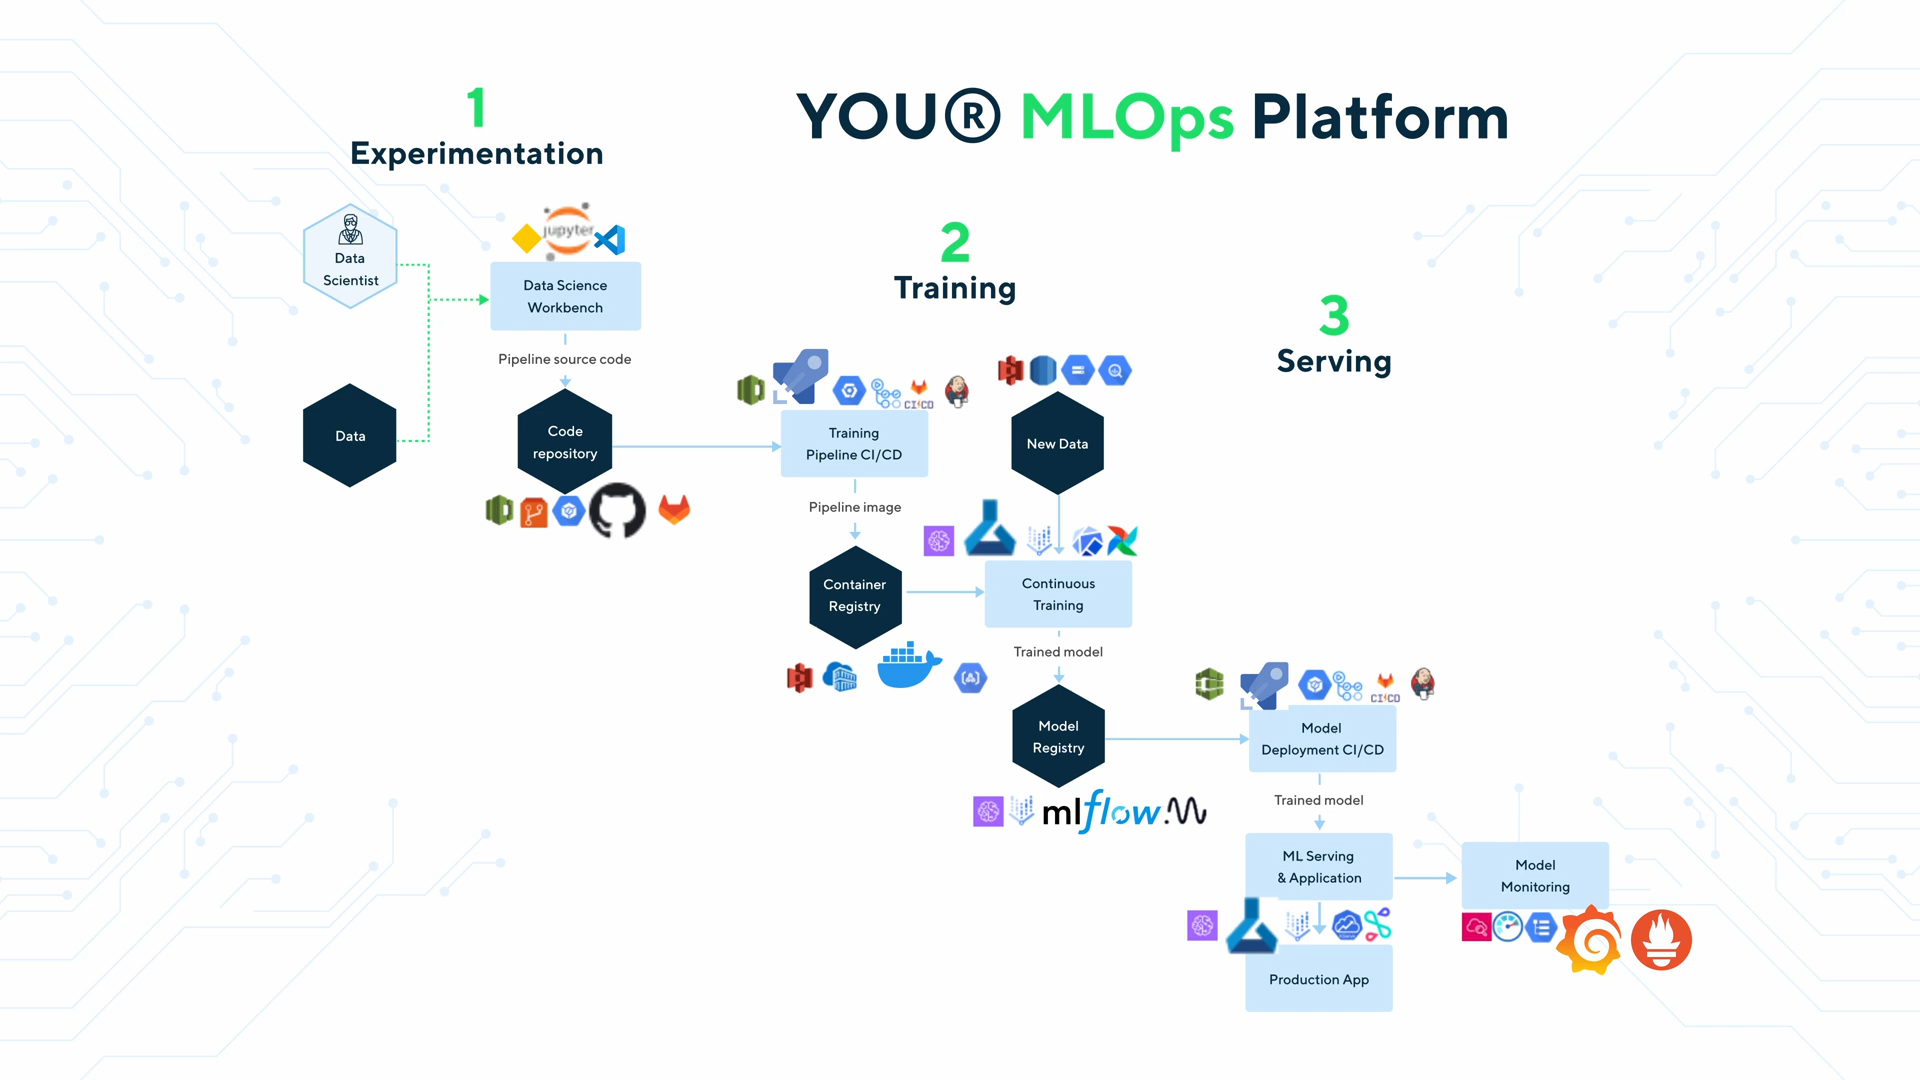 YOU® MLOps Platform
1
Experimentation
Data
Scientist
jupyter
Data Science
Workbench
Pipeline source code
Data
Code
repository
2
Training
CI/CD
Training
Pipeline CI/CD
New Data
Pipeline image
Container
Registry
Continuous
Training
Trained model
Model
Registry
mlflow
3
Serving
CI/CD
Model
Deployment CI/CD
Trained model
ML Serving
& Application
Model
Monitoring
Production App